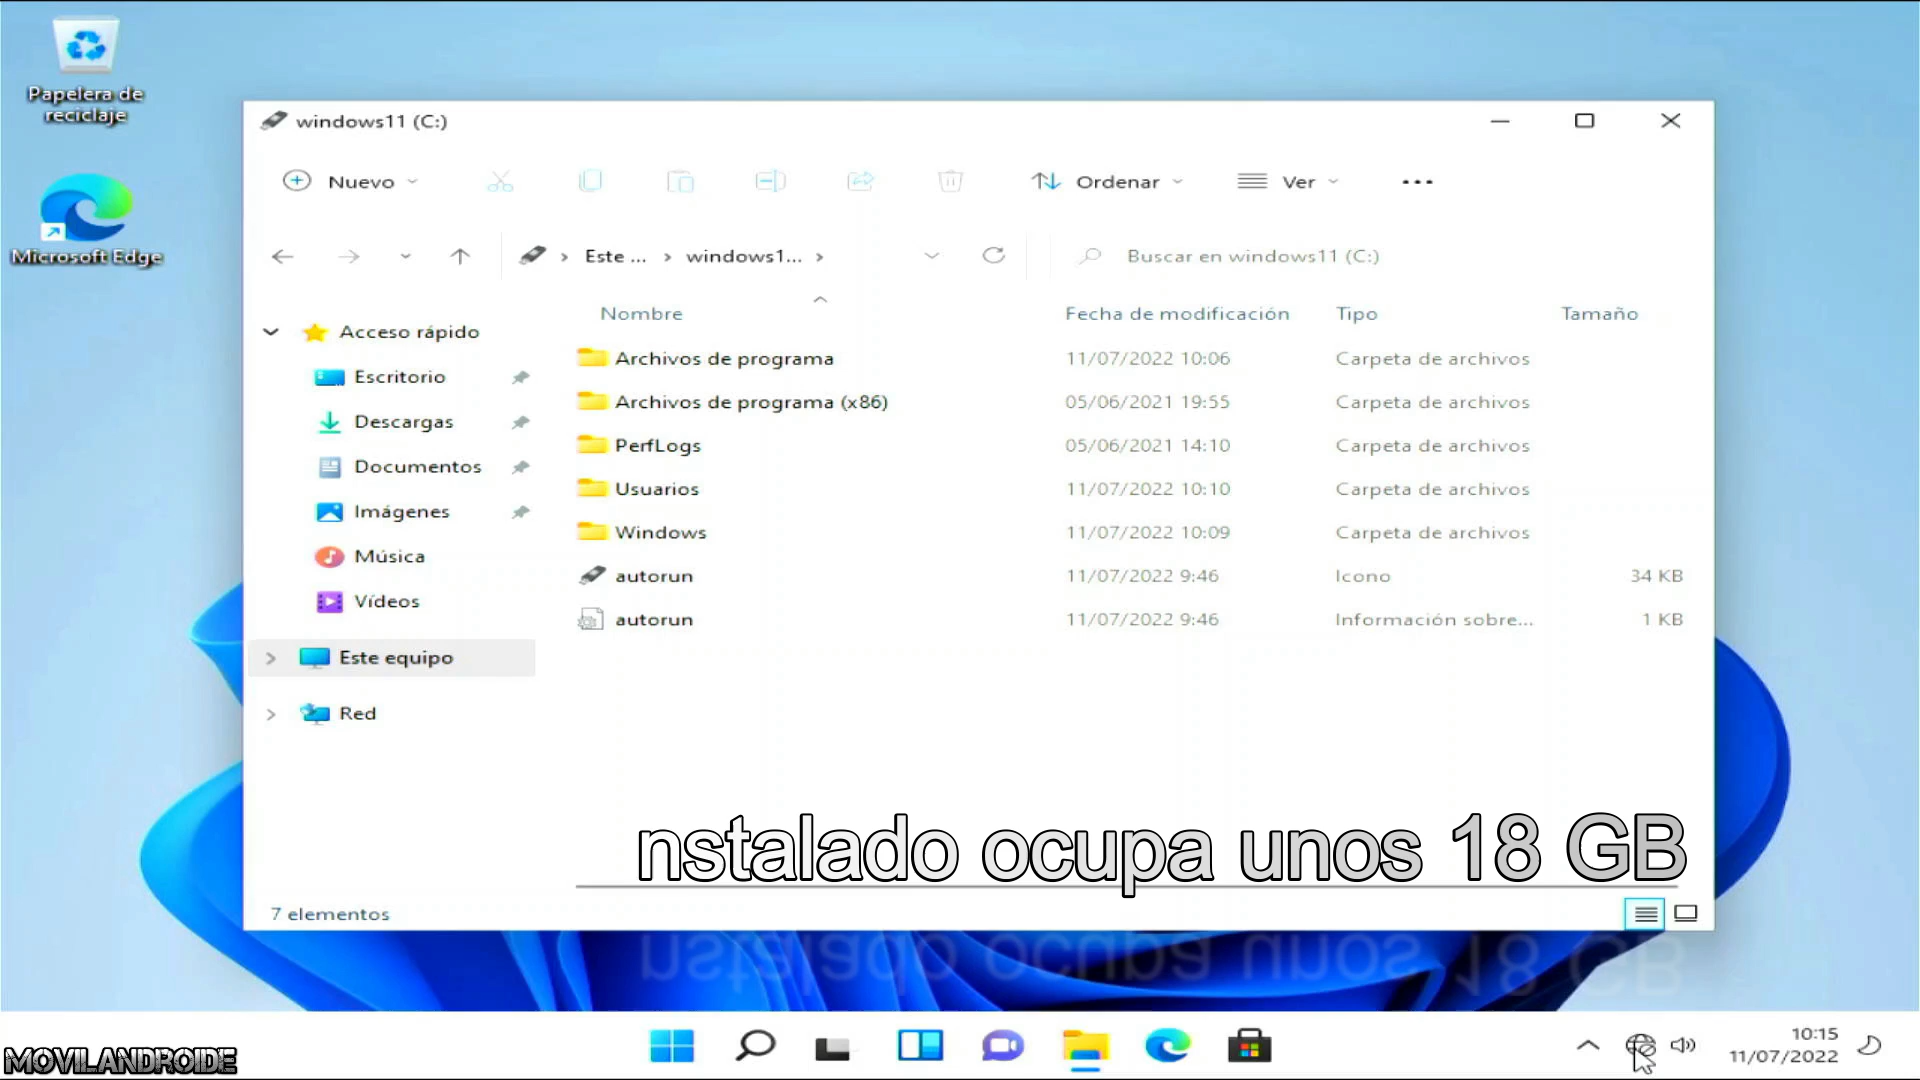 Papelera de
reciclaje
Microsoft Edge
windows11 (C:)
Nuevo
Ordenar
Ver
Este ...
windows1...
Buscar en windows11 (C:)
Nombre
Fecha de modificación
Tipo
Tamaño
Acceso rápido
Escritorio
Descargas
Documentos
Imágenes
Música
Vídeos
Este equipo
Red
Archivos de programa 11/07/2022 10:06 Carpeta de archivos
Archivos de programa (x86) 05/06/2021 19:55 Carpeta de archivos
PerfLogs 05/06/2021 14:10 Carpeta de archivos
Usuarios 11/07/2022 10:10 Carpeta de archivos
Windows 11/07/2022 10:09 Carpeta de archivos
autorun 11/07/2022 9:46 Icono 34 KB
autorun 11/07/2022 9:46 Información sobre... 1 KB
nstalado ocupa unos 18 GB
7 elementos
MOVILANDROIDE
10:15
11/07/2022